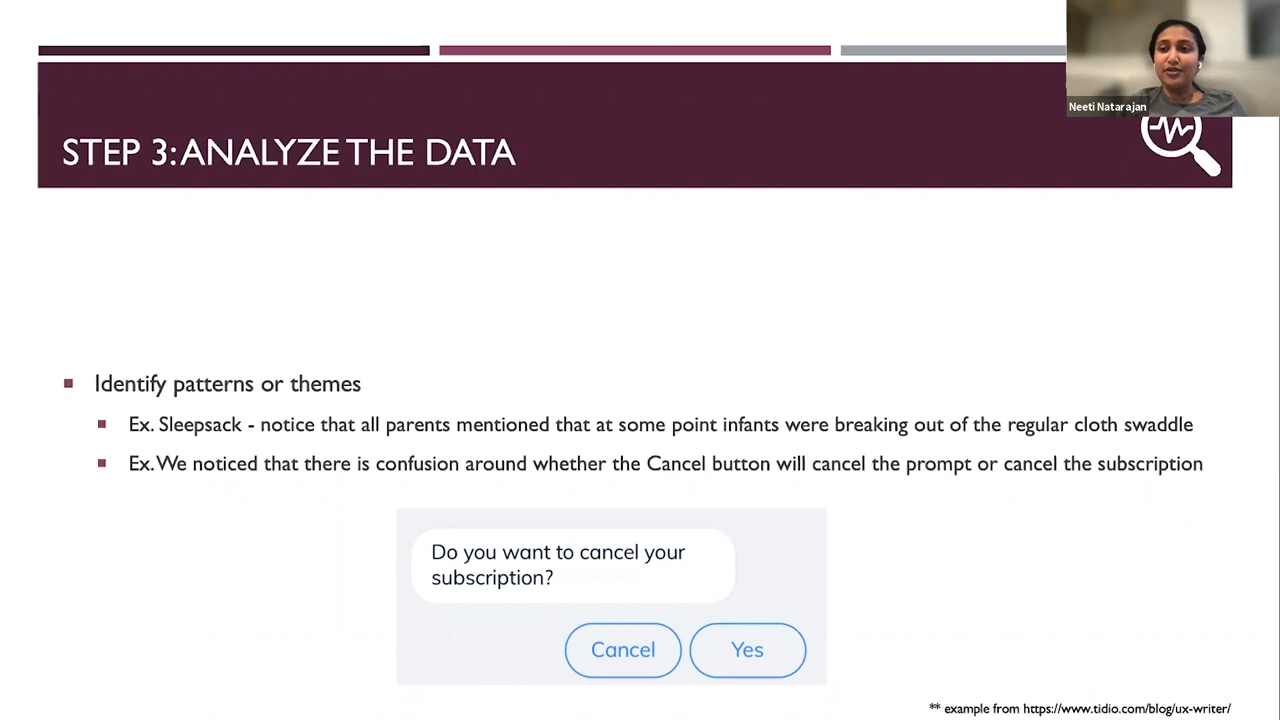 Neeti Natarajan
STEP 3: ANALYZE THE DATA
Identify patterns or themes
Ex. Sleepsack - notice that all parents mentioned that at some point infants were breaking out of the regular cloth swaddle
Ex. We noticed that there is confusion around whether the Cancel button will cancel the prompt or cancel the subscription
Do you want to cancel your
subscription?
Cancel Yes
** example from https://www.tidio.com/blog/ux-writer/